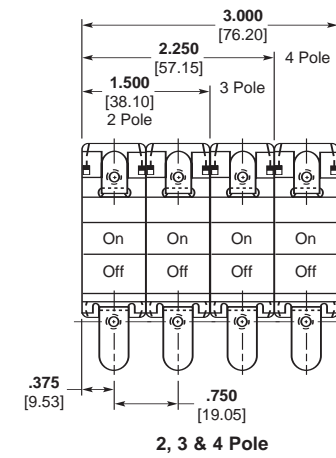 3.000
[76.20]
2.250
[57.15]
4 Pole
1.500
[38.10]
3 Pole
2 Pole
On On On On
Off Off Off Off
.375
[9.53]
.750
[19.05]
2, 3 & 4 Pole